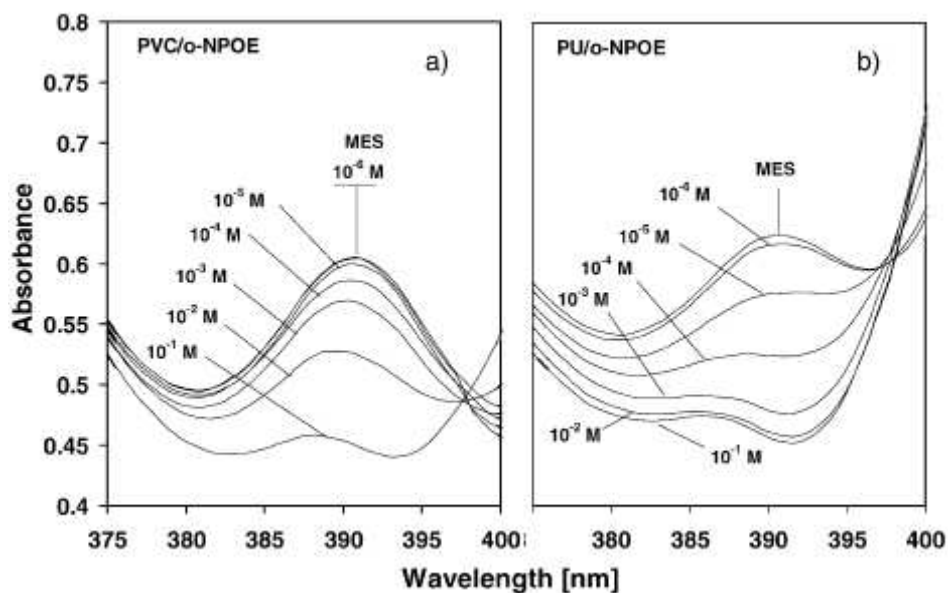 PVC/o-NPOE
a)
MES
10⁻⁶ M
10⁻⁵ M
10⁻⁴ M
10⁻³ M
10⁻² M
10⁻¹ M
PU/o-NPOE
b)
MES
10⁻⁶ M
10⁻⁵ M
10⁻⁴ M
10⁻³ M
10⁻² M
10⁻¹ M
Absorbance
0.8
0.75
0.7
0.65
0.6
0.55
0.5
0.45
0.4
375 380 385 390 395 400 380 385 390 395 400
Wavelength [nm]